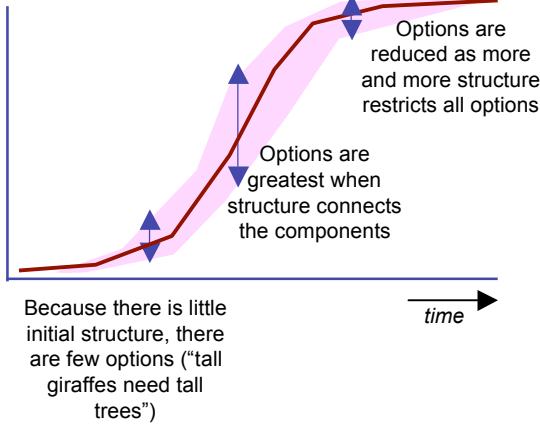 Options are
reduced as more
and more structure
restricts all options
Options are
greatest when
structure connects
the components
time
Because there is little
initial structure, there
are few options (“tall
giraffes need tall
trees”)